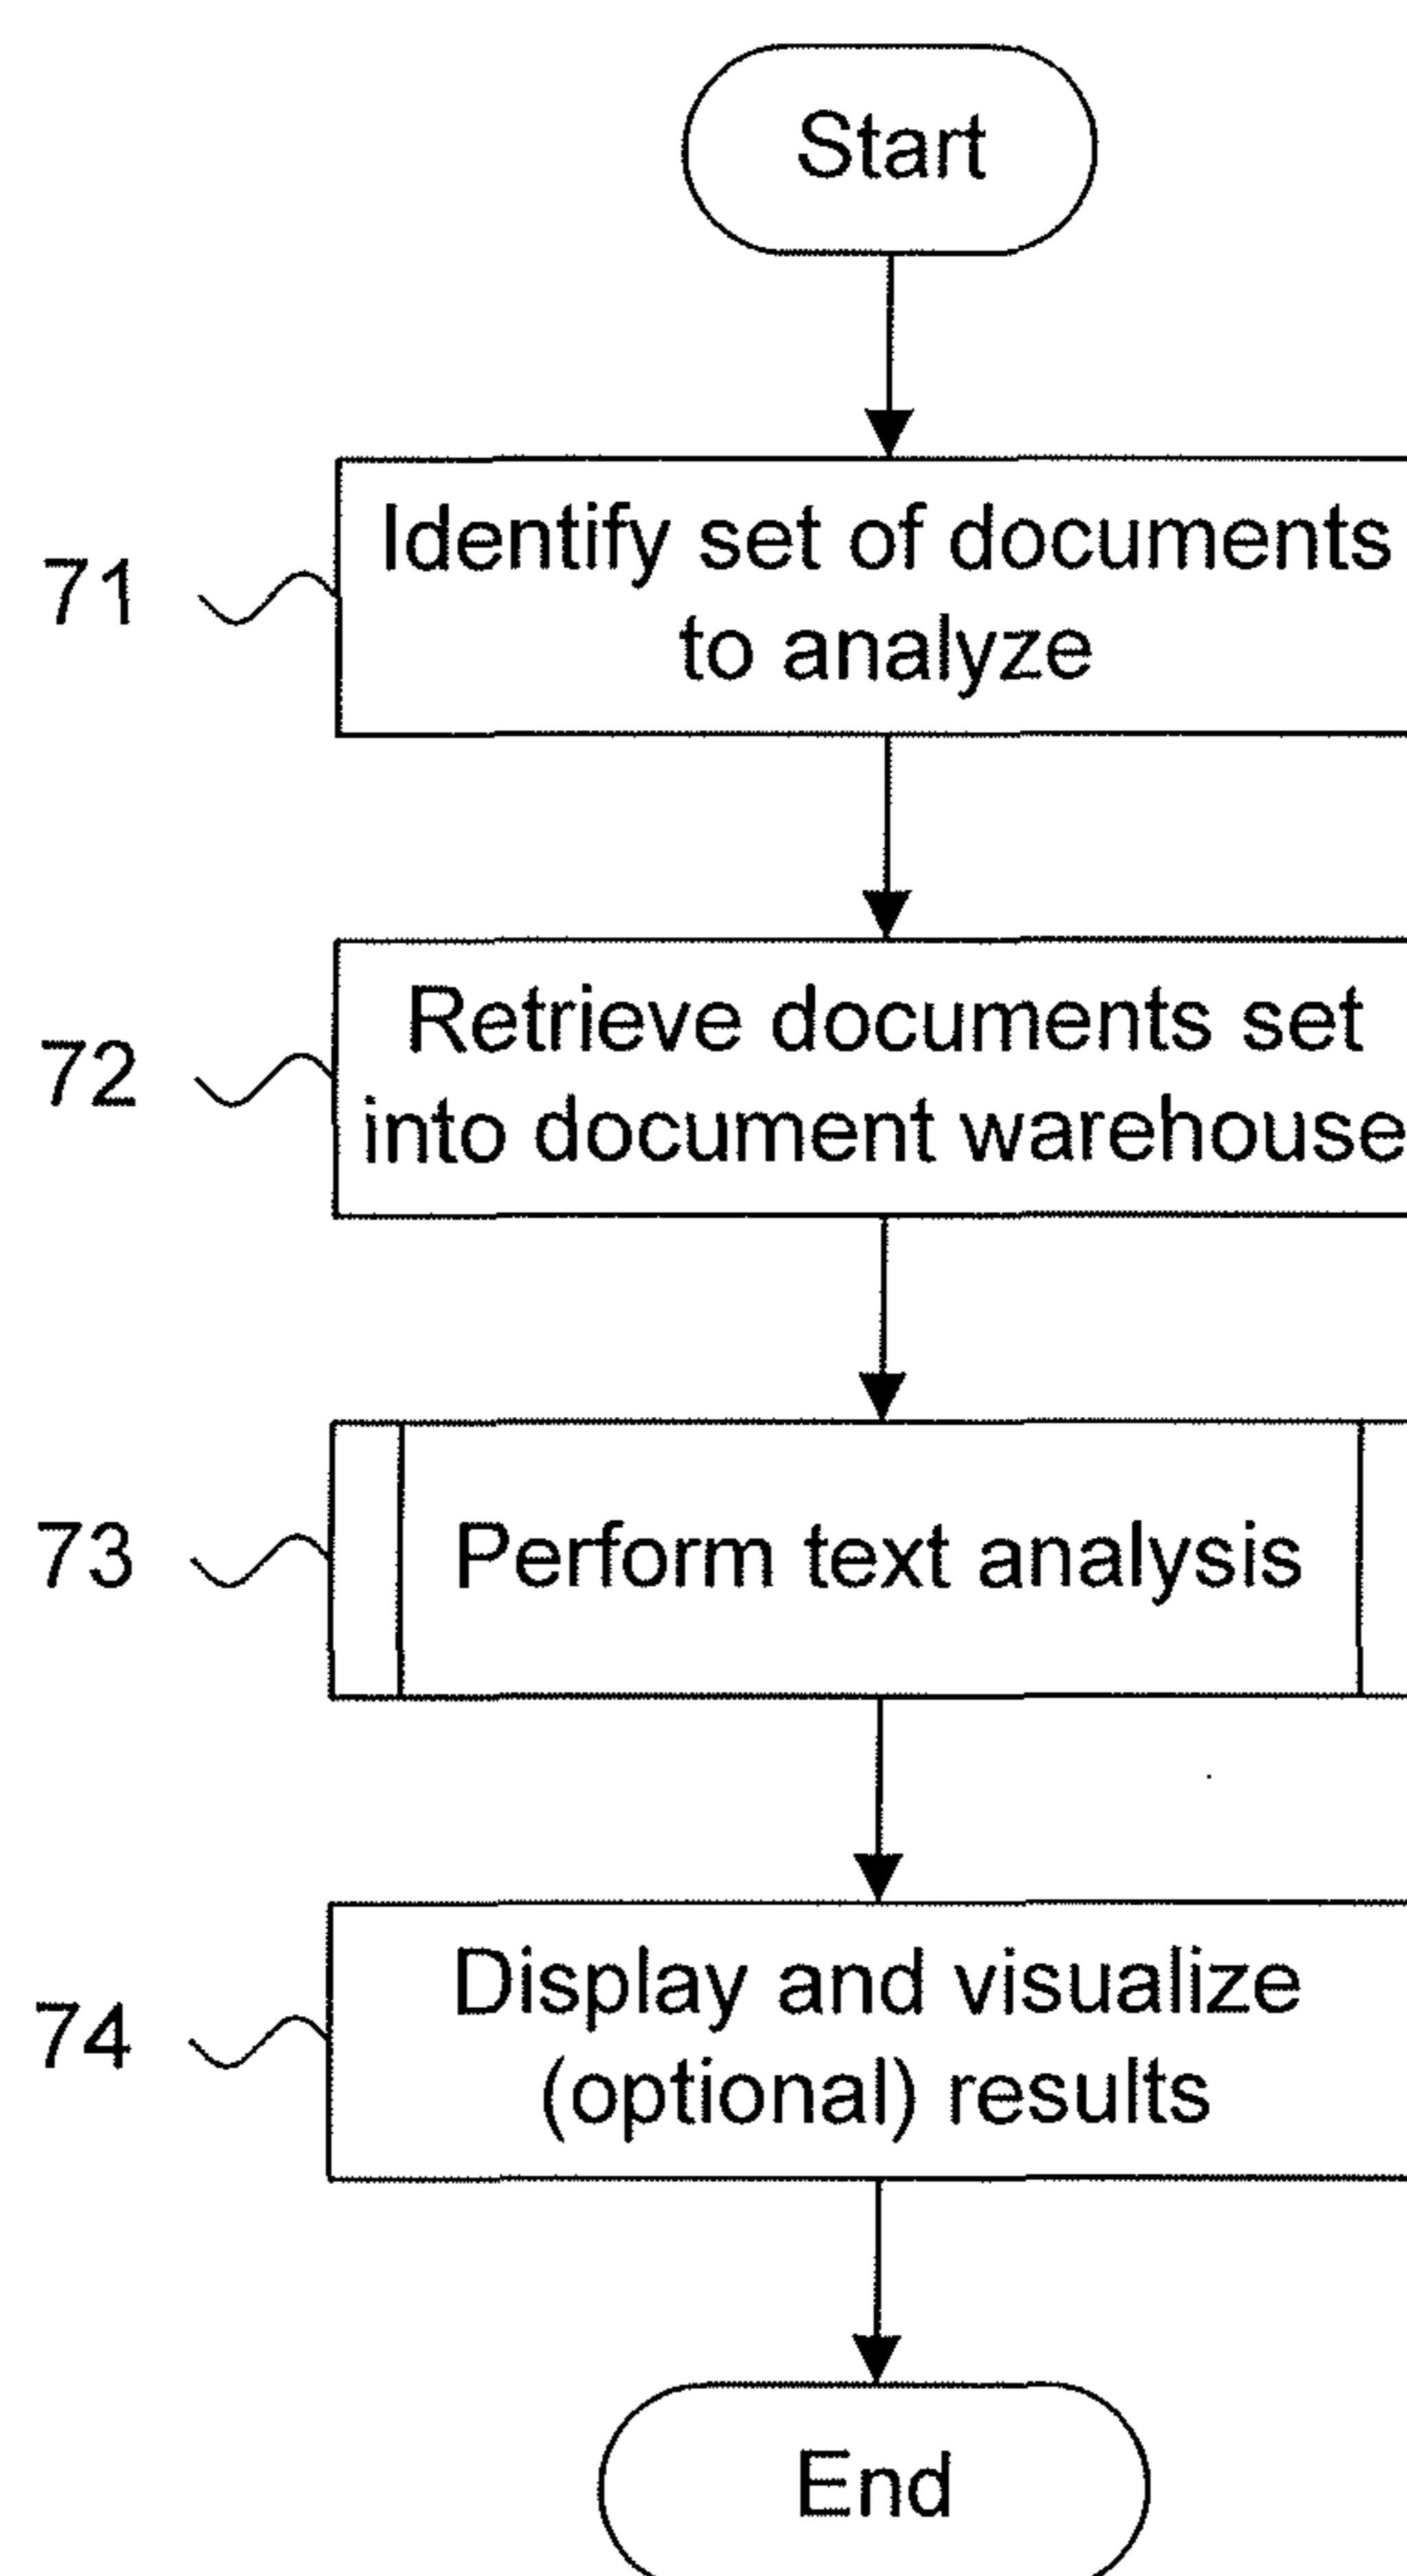 Start
71
Identify set of documents
to analyze
72
Retrieve documents set
into document warehouse
73
Perform text analysis
74
Display and visualize
(optional) results
End